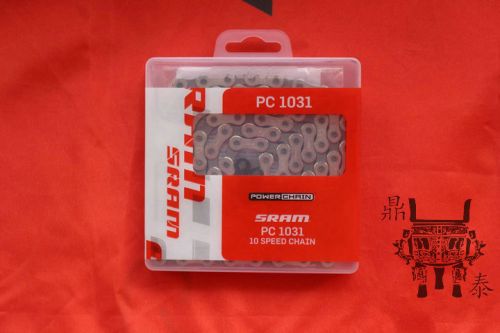 PC 1031
SRAM
POWERCHAIN
SRAM
PC 1031
10 SPEED CHAIN
鼎
泰